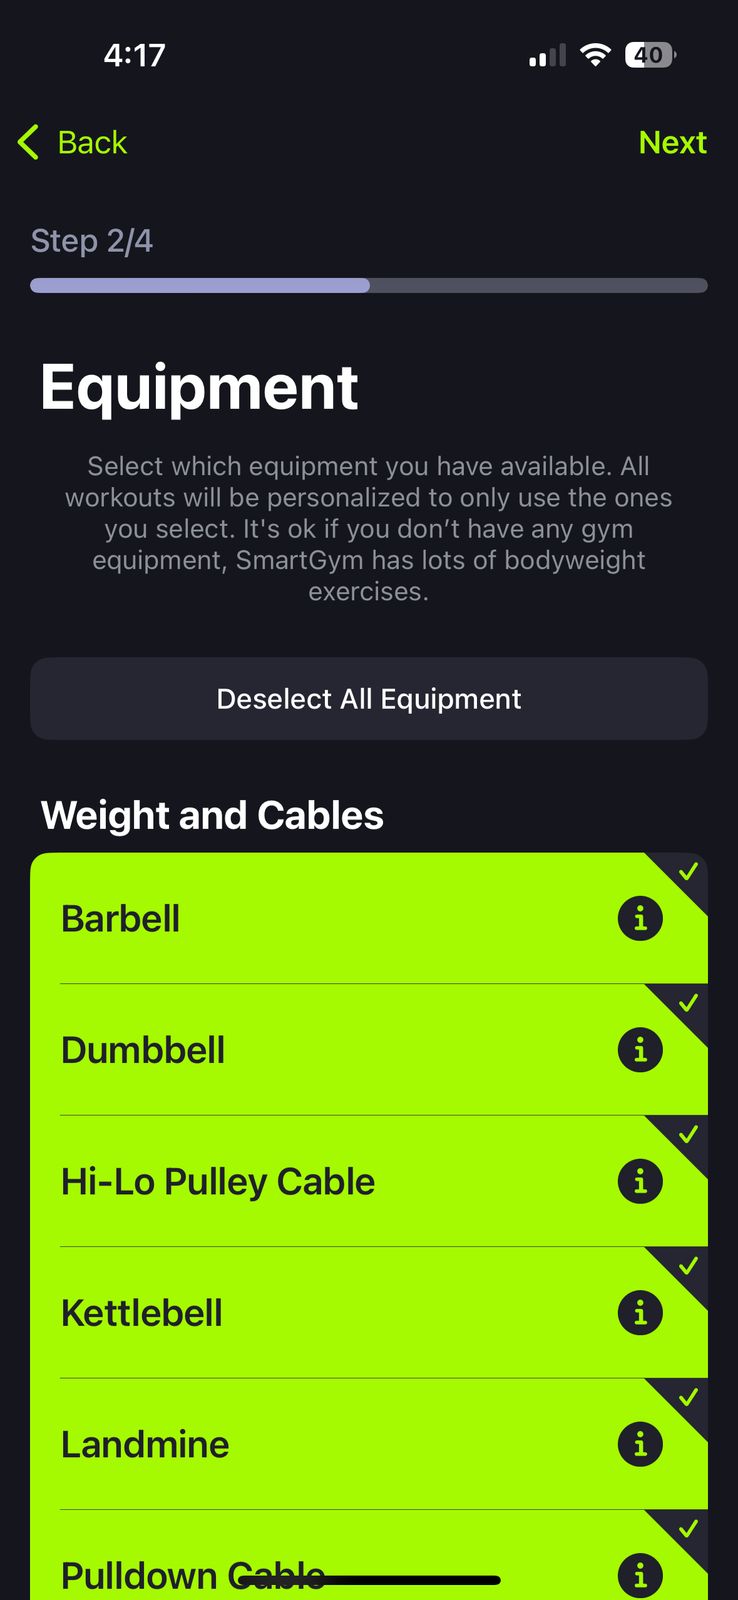 4:17
40
Back
Next
Step 2/4
Equipment
Select which equipment you have available. All
workouts will be personalized to only use the ones
you select. It's ok if you don’t have any gym
equipment, SmartGym has lots of bodyweight
exercises.
Deselect All Equipment
Weight and Cables
Barbell
Dumbbell
Hi-Lo Pulley Cable
Kettlebell
Landmine
Pulldown Cable